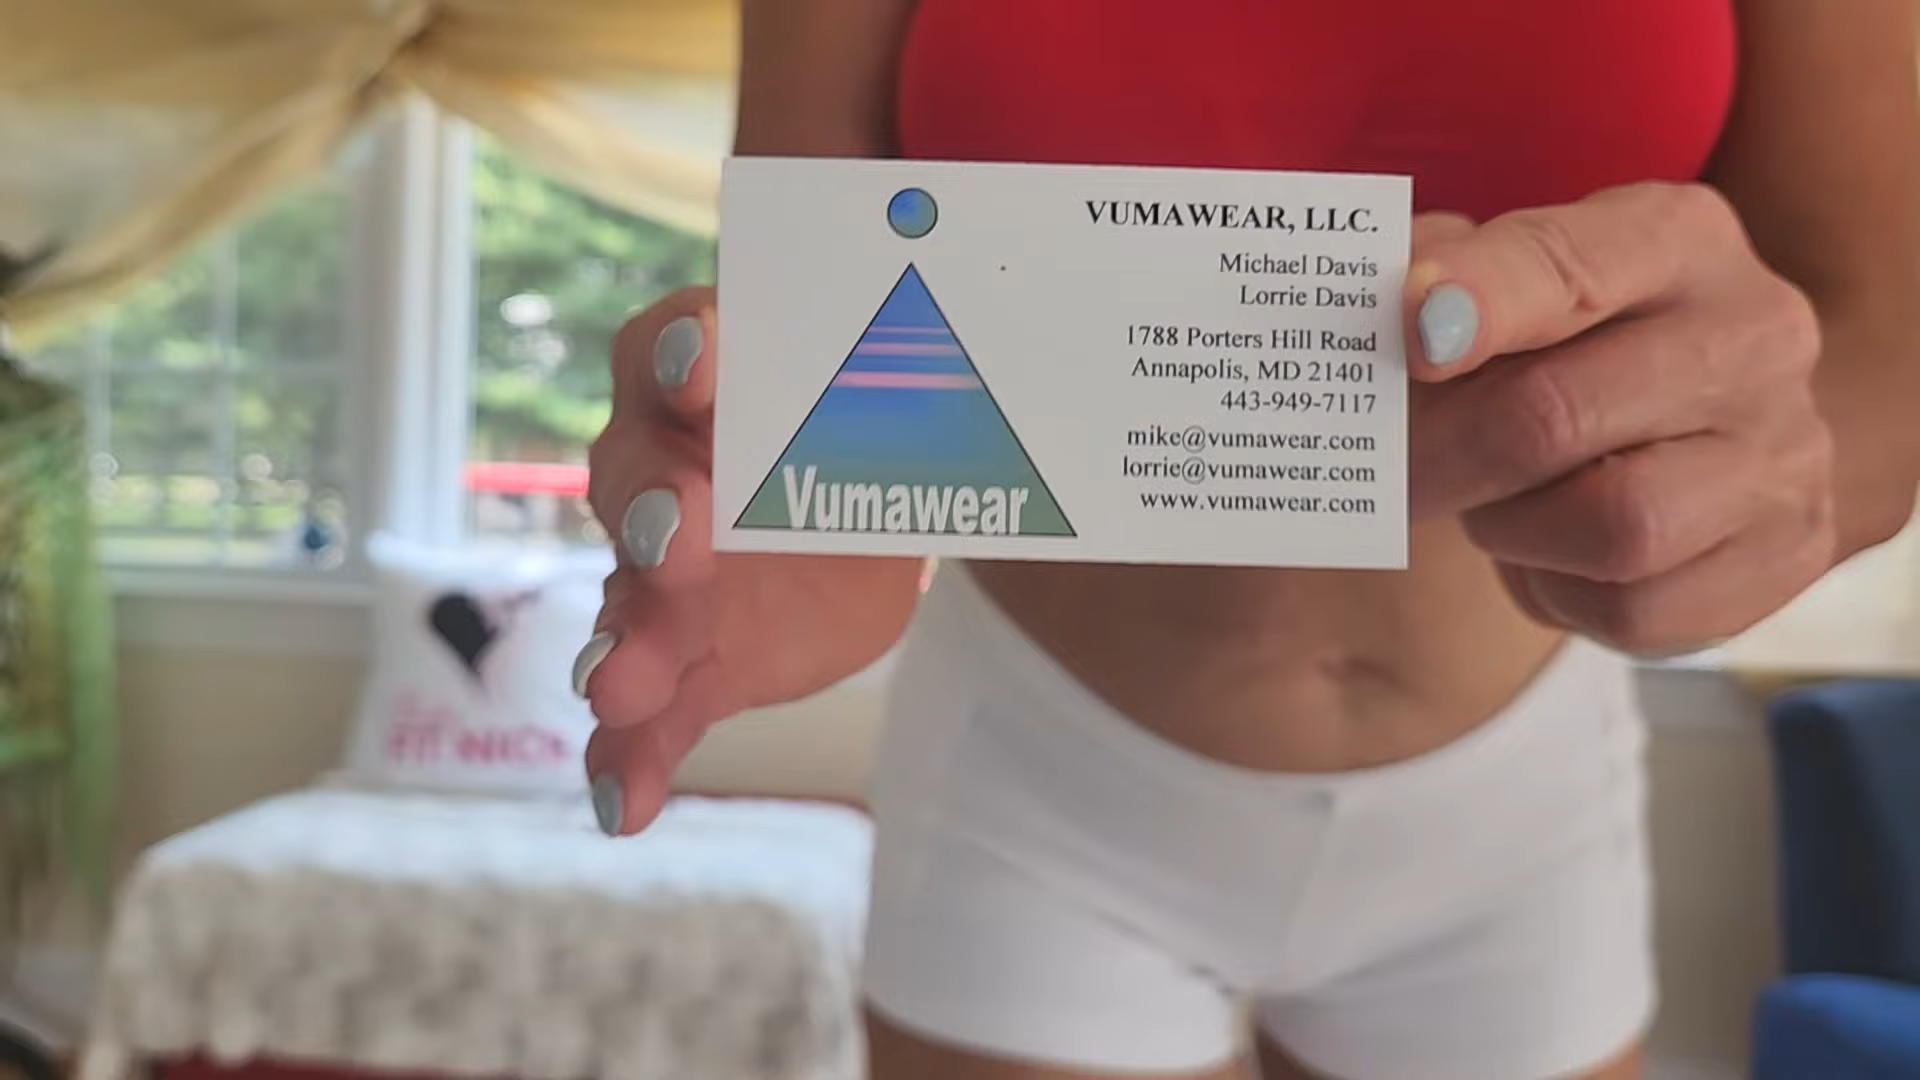 VUMAWEAR, LLC.
Michael Davis
Lorrie Davis
1788 Porters Hill Road
Annapolis, MD 21401
443-949-7117
mike@vumawear.com
lorrie@vumawear.com
www.vumawear.com
Vumawear